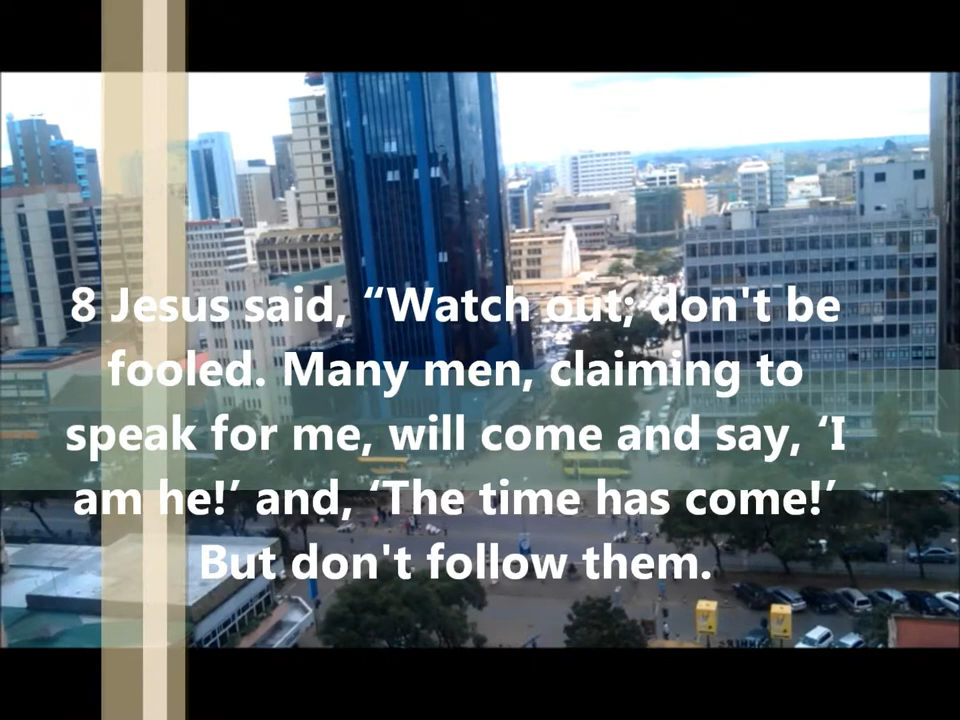 8 Jesus said, “Watch out; don't be
fooled. Many men, claiming to
speak for me, will come and say, ‘I
am he!’ and, ‘The time has come!’
But don't follow them.